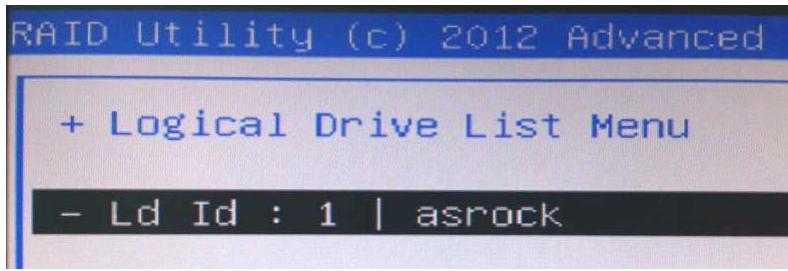 RAID Utility (c) 2012 Advanced
+ Logical Drive List Menu
- Ld Id : 1 | asrock